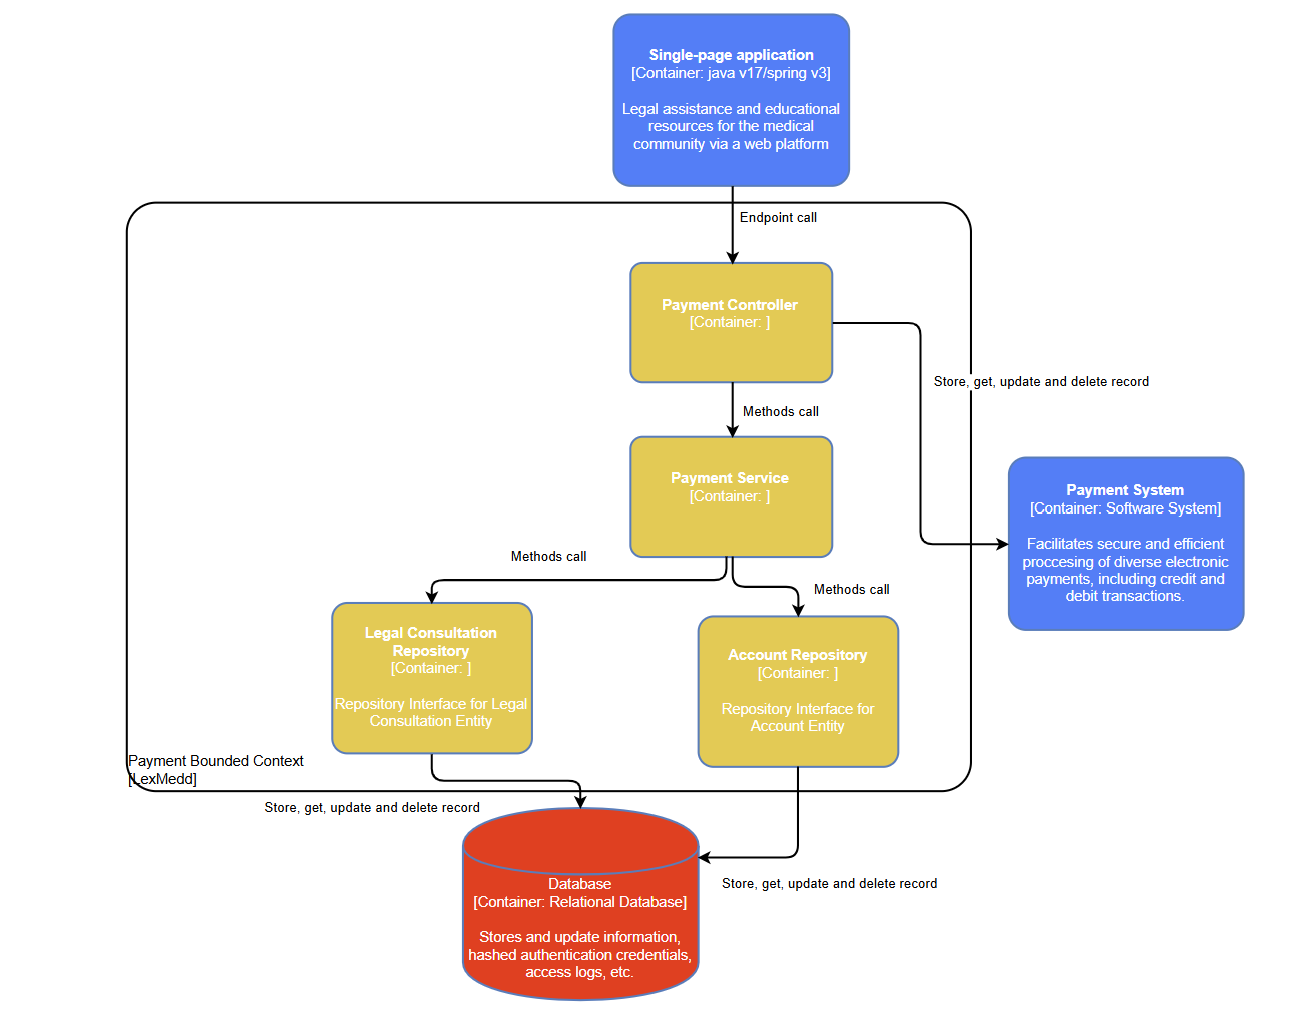 Single-page application
[Container: java v17/spring v3]
Legal assistance and educational
resources for the medical
community via a web platform
Endpoint call
Payment Controller
[Container: ]
Store, get, update and delete record
Methods call
Payment Service
[Container: ]
Payment System
[Container: Software System]
Facilitates secure and efficient
proccesing of diverse electronic
payments, including credit and
debit transactions.
Methods call
Methods call
Legal Consultation
Repository
[Container: ]
Repository Interface for Legal
Consultation Entity
Account Repository
[Container: ]
Repository Interface for
Account Entity
Payment Bounded Context
[LexMedd]
Store, get, update and delete record
Store, get, update and delete record
Database
[Container: Relational Database]
Stores and update information,
hashed authentication credentials,
access logs, etc.